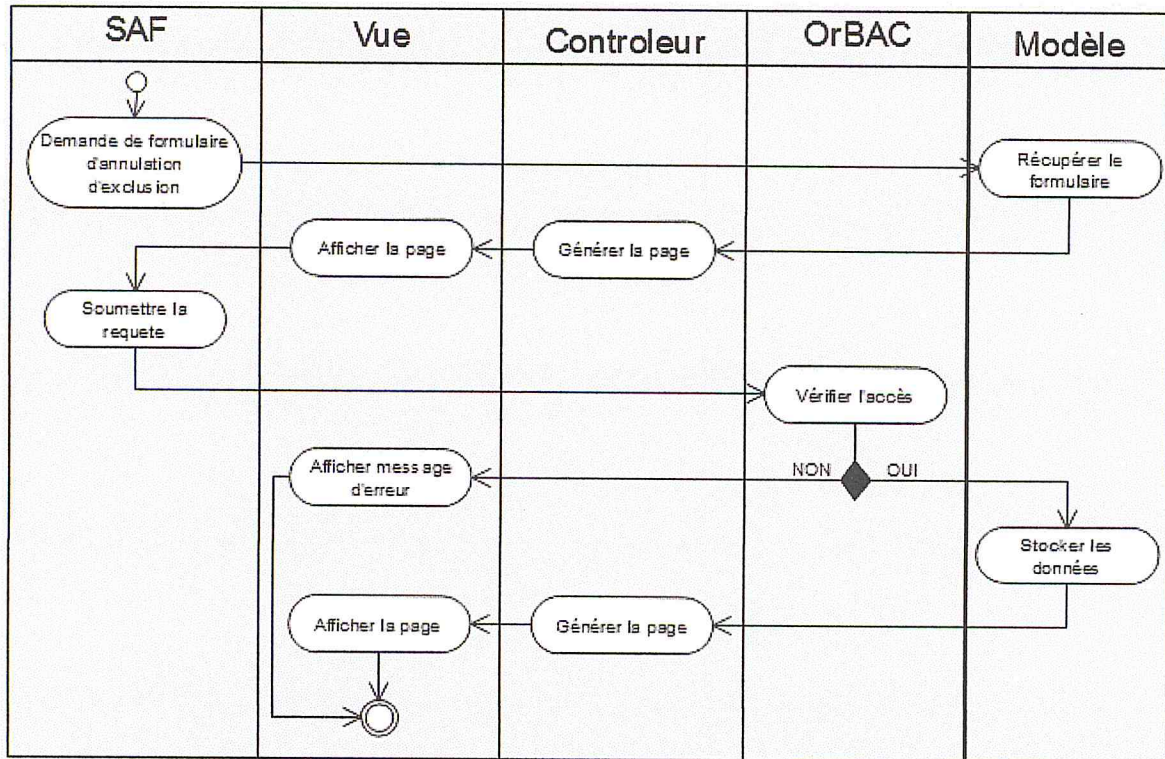 SAF
Vue
Controleur
OrBAC
Modèle
Demande de formulaire
d'annulation
d'exclusion
Récupérer le
formulaire
Afficher la page
Générer la page
Soumettre la
requete
Vérifier l'accès
NON
OUI
Afficher message
d'erreur
Stocker les
données
Afficher la page
Générer la page